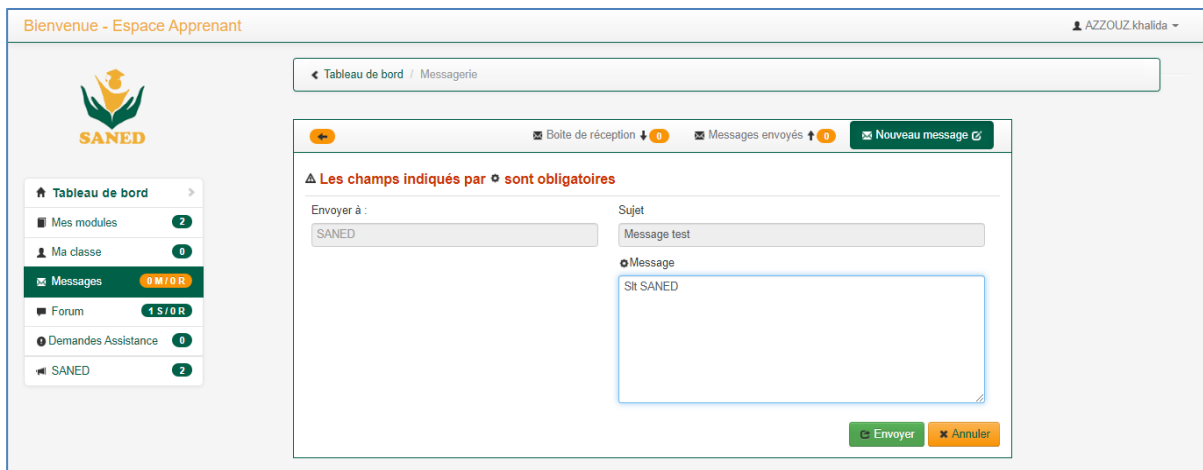 Bienvenue - Espace Apprenant
AZZOUZ.khalida
SANED
Tableau de bord / Messagerie
Boite de réception 0 Messages envoyés 0 Nouveau message
Tableau de bord
Mes modules 2
Ma classe 0
Messages 0 M / 0 R
Forum 1 S / 0 R
Demandes Assistance 0
SANED 2
Les champs indiqués par sont obligatoires
Envoyer à :
SANED
Sujet
Message test
Message
Slt SANED
Envoyer Annuler